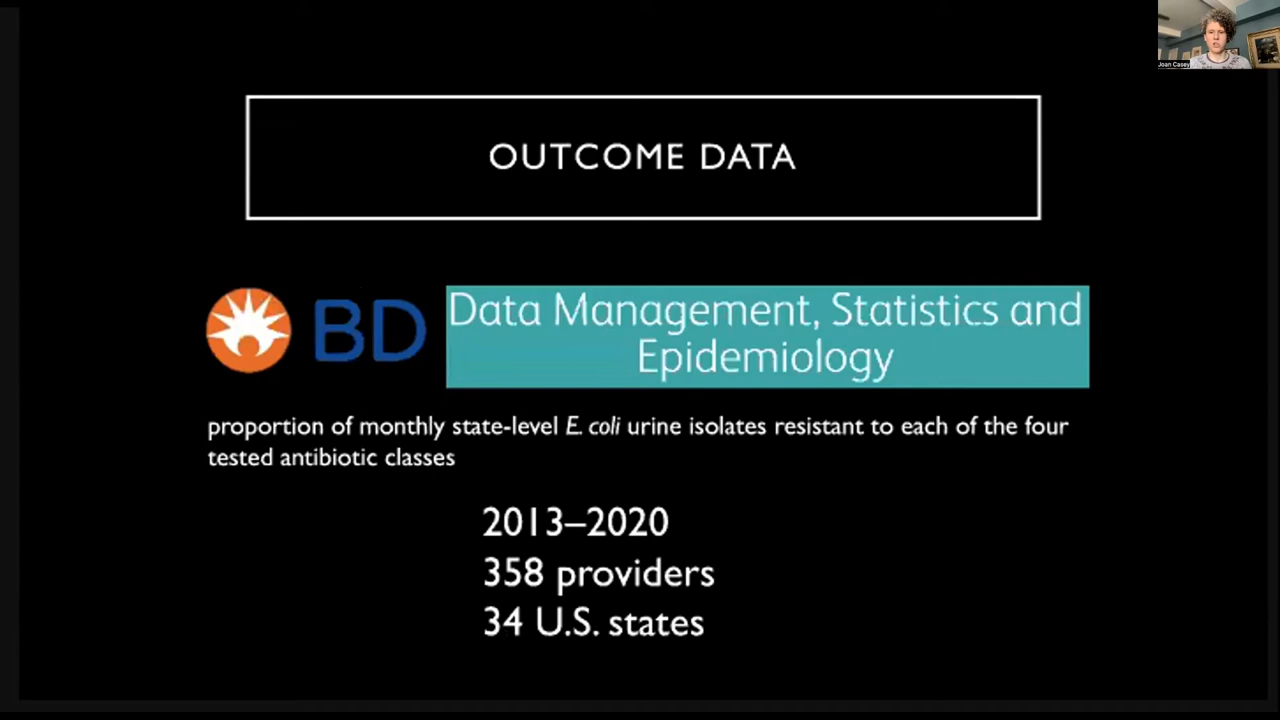 Joan Casey
OUTCOME DATA
BD
Data Management, Statistics and
Epidemiology
proportion of monthly state-level E. coli urine isolates resistant to each of the four
tested antibiotic classes
2013–2020
358 providers
34 U.S. states